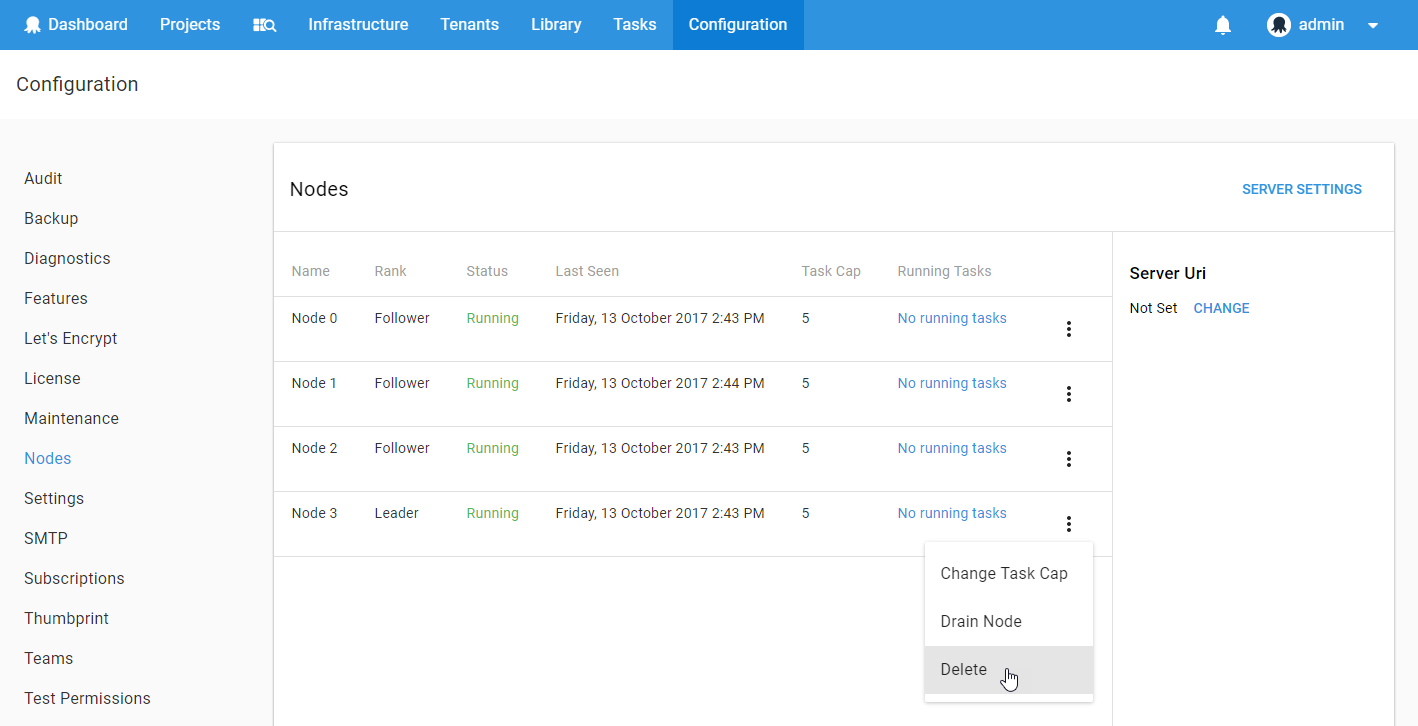 Dashboard Projects Infrastructure Tenants Library Tasks Configuration admin
Configuration
Audit
Backup
Diagnostics
Features
Let's Encrypt
License
Maintenance
Nodes
Settings
SMTP
Subscriptions
Thumbprint
Teams
Test Permissions
Nodes SERVER SETTINGS
Name Rank Status Last Seen Task Cap Running Tasks
Node 0 Follower Running Friday, 13 October 2017 2:43 PM 5 No running tasks
Node 1 Follower Running Friday, 13 October 2017 2:44 PM 5 No running tasks
Node 2 Follower Running Friday, 13 October 2017 2:43 PM 5 No running tasks
Node 3 Leader Running Friday, 13 October 2017 2:43 PM 5 No running tasks
Change Task Cap
Drain Node
Delete
Server Uri
Not Set CHANGE